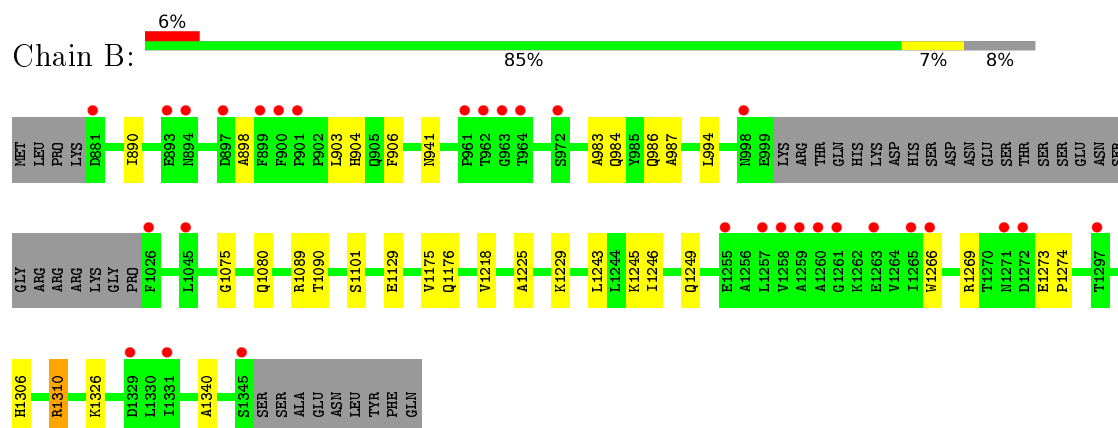 6%
Chain B:
85% 7% 8%
MET LEU PRO LYS D881 I890 E893 N894 D897 A898 F899 F900 P901 P902 L903 H904 Q905 F906 N941 P961 T962 G963 T964 S972 A983 Q984 Y985 Q986 A987 L994 N998 E999 LYS ARG THR GLN HIS LYS ASP HIS SER ASP ASN GLU SER THR SER SER GLU ASN SER
GLY ARG ARG ARG LYS GLY PRO F1026 L1045 G1075 Q1080 R1089 T1090 S1101 E1129 V1175 Q1176 V1218 A1225 K1229 L1243 L1244 K1245 I1246 Q1249 E1255 A1256 L1257 V1258 A1259 A1260 G1261 K1262 E1263 V1264 I1265 W1266 R1269 T1270 N1271 D1272 E1273 P1274 T1297
H1306 R1310 K1326 D1329 L1330 I1331 A1340 S1345 SER SER ALA GLU ASN LEU TYR PHE GLN